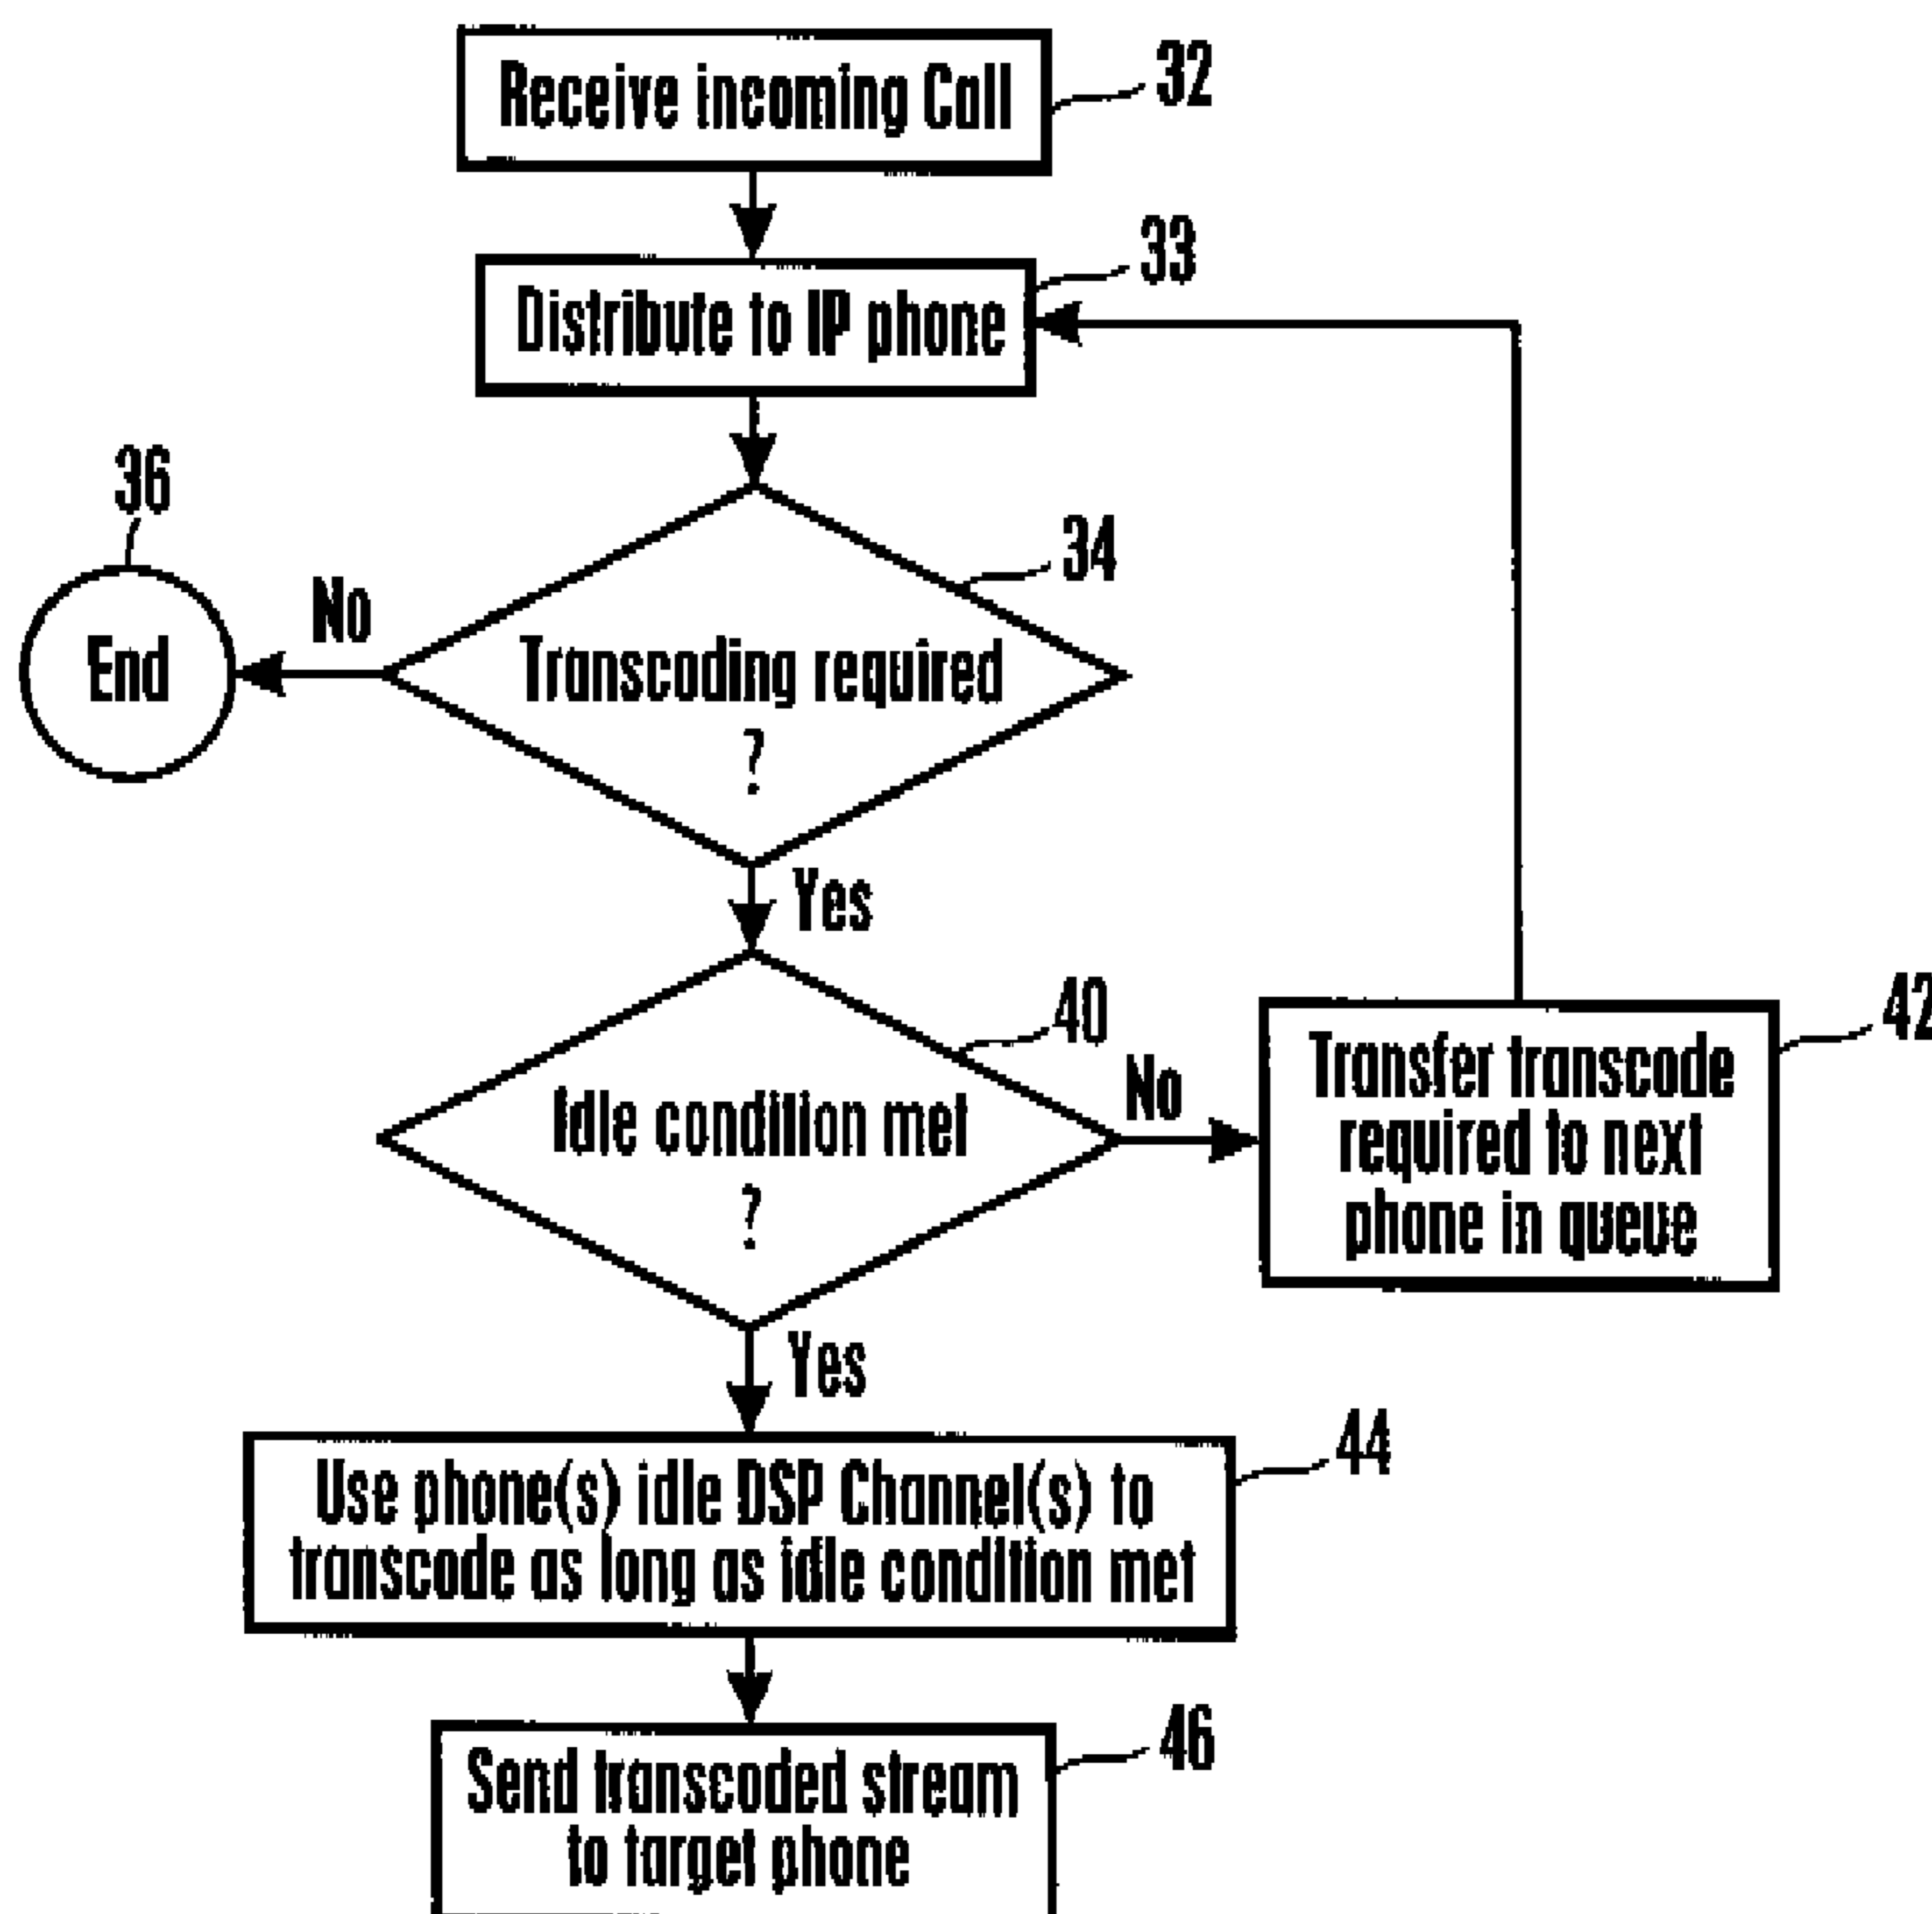 Receive incoming Call
32
Distribute to IP phone
33
36
34
No
End
Transcoding required
?
Yes
40
42
Idle condition met
?
No
Transfer transcode
required to next
phone in queue
Yes
44
Use phone(s) idle DSP Channel(s) to
transcode as long as idle condition met
46
Send transcoded stream
to target phone